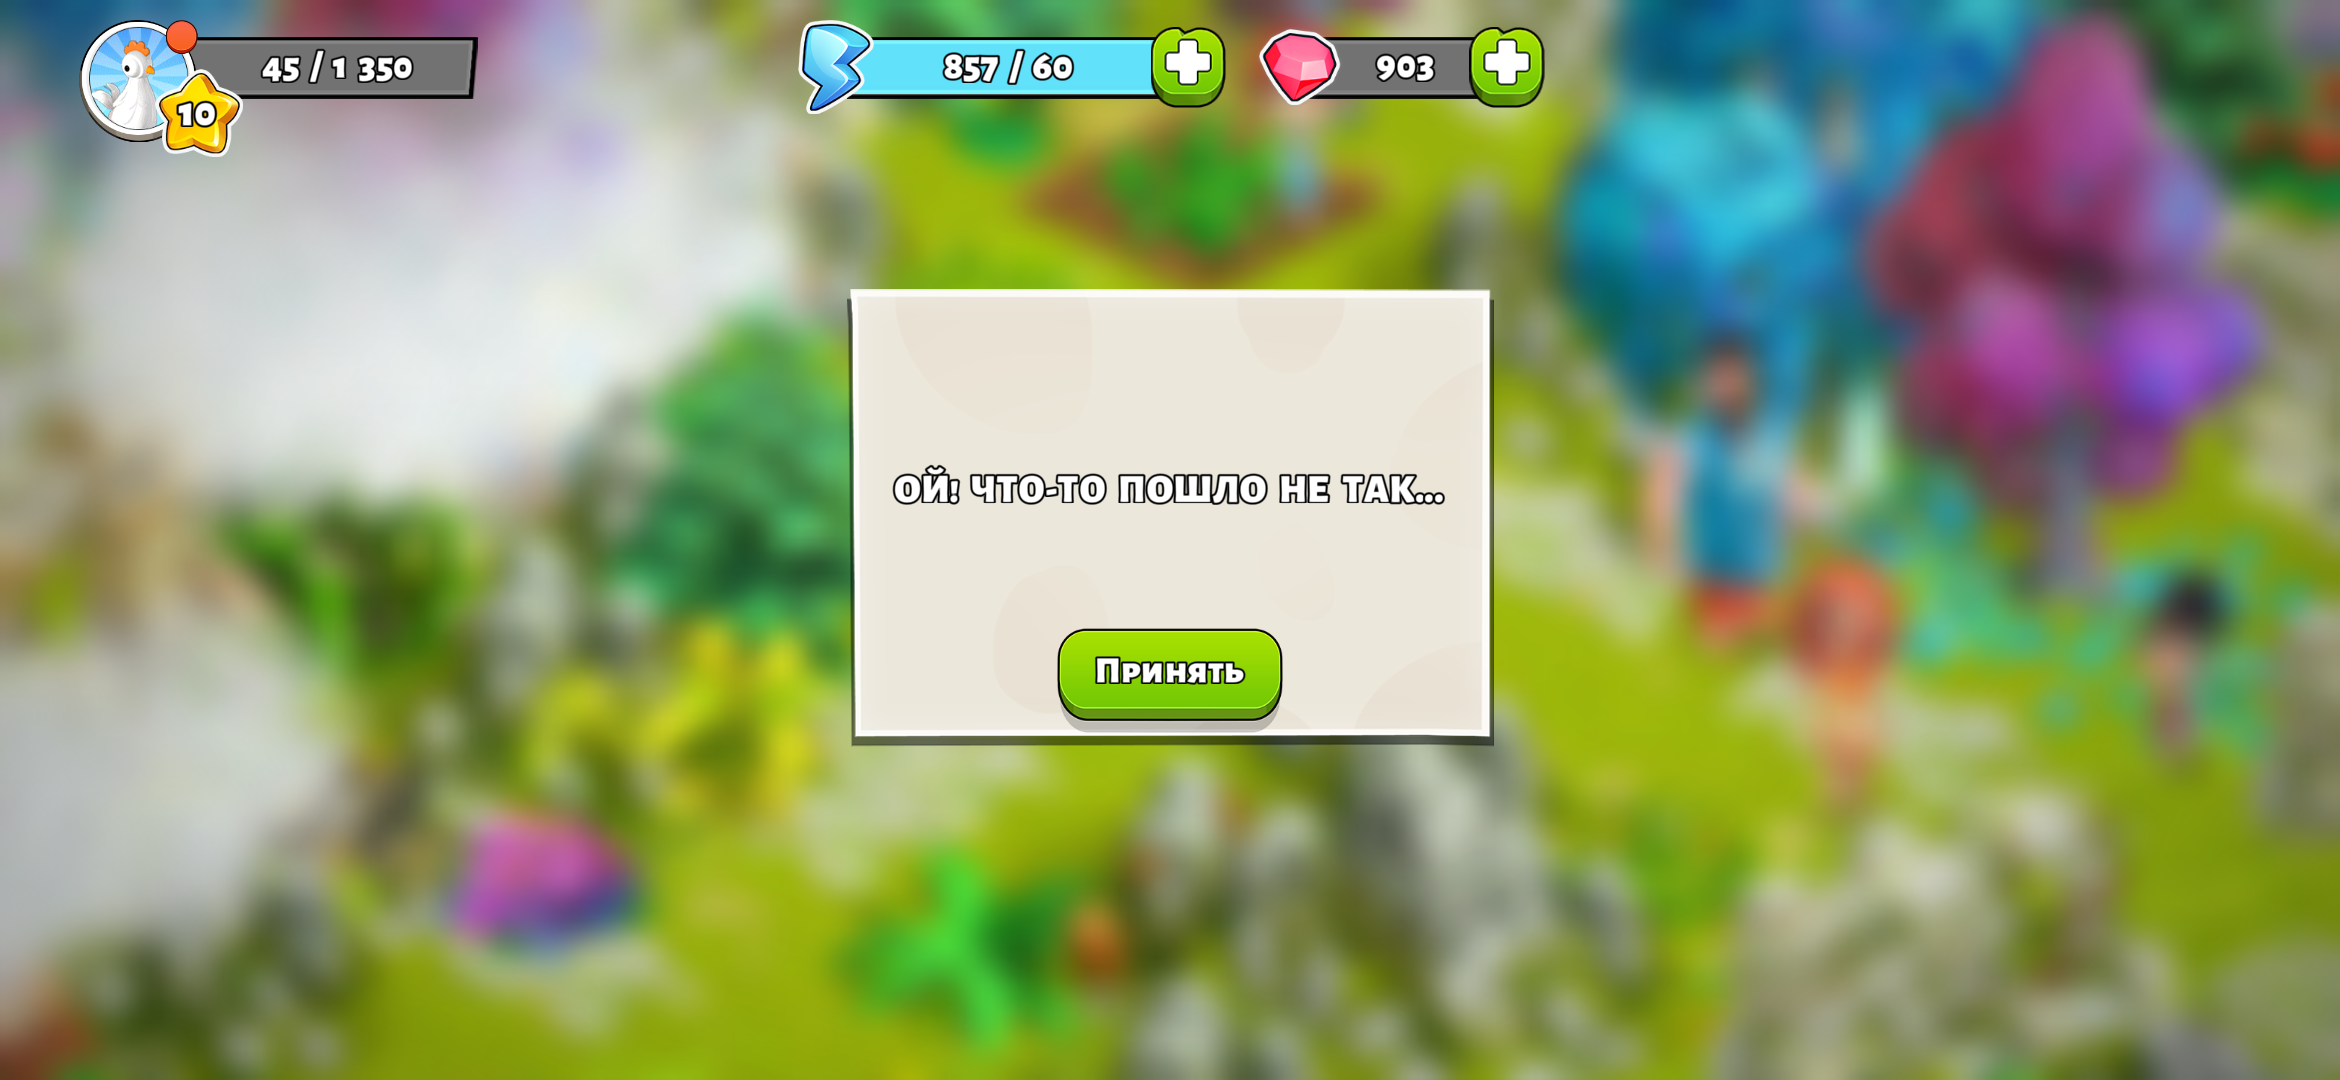 45 / 1 350
10
857 / 60
903
ОЙ! ЧТО-ТО ПОШЛО НЕ ТАК...
Принять